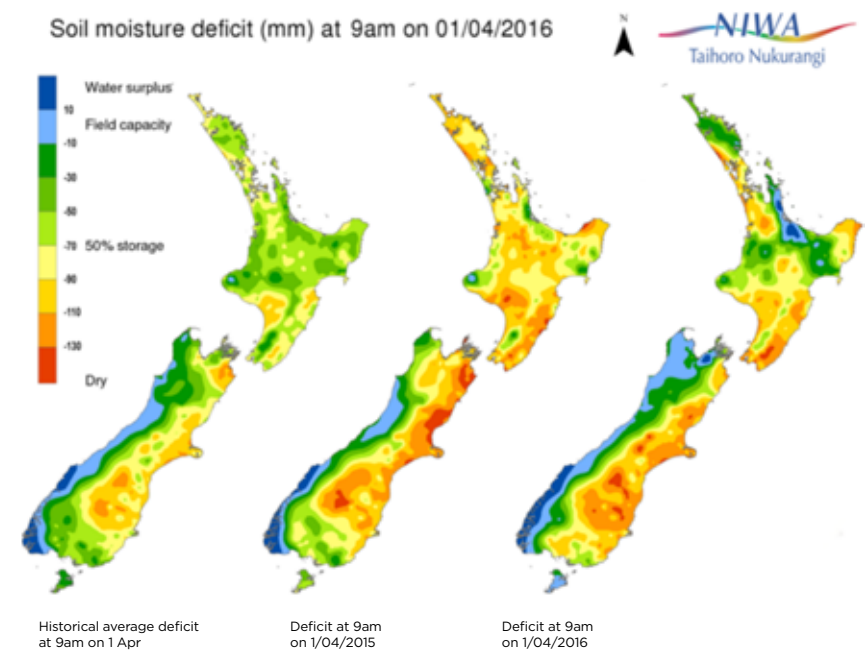 Soil moisture deficit (mm) at 9am on 01/04/2016
N
NIWA
Taihoro Nukurangi
Water surplus
10
Field capacity
-10
-30
-50
50% storage
-70
-90
-110
-130
Dry
Historical average deficit
at 9am on 1 Apr
Deficit at 9am
on 1/04/2015
Deficit at 9am
on 1/04/2016